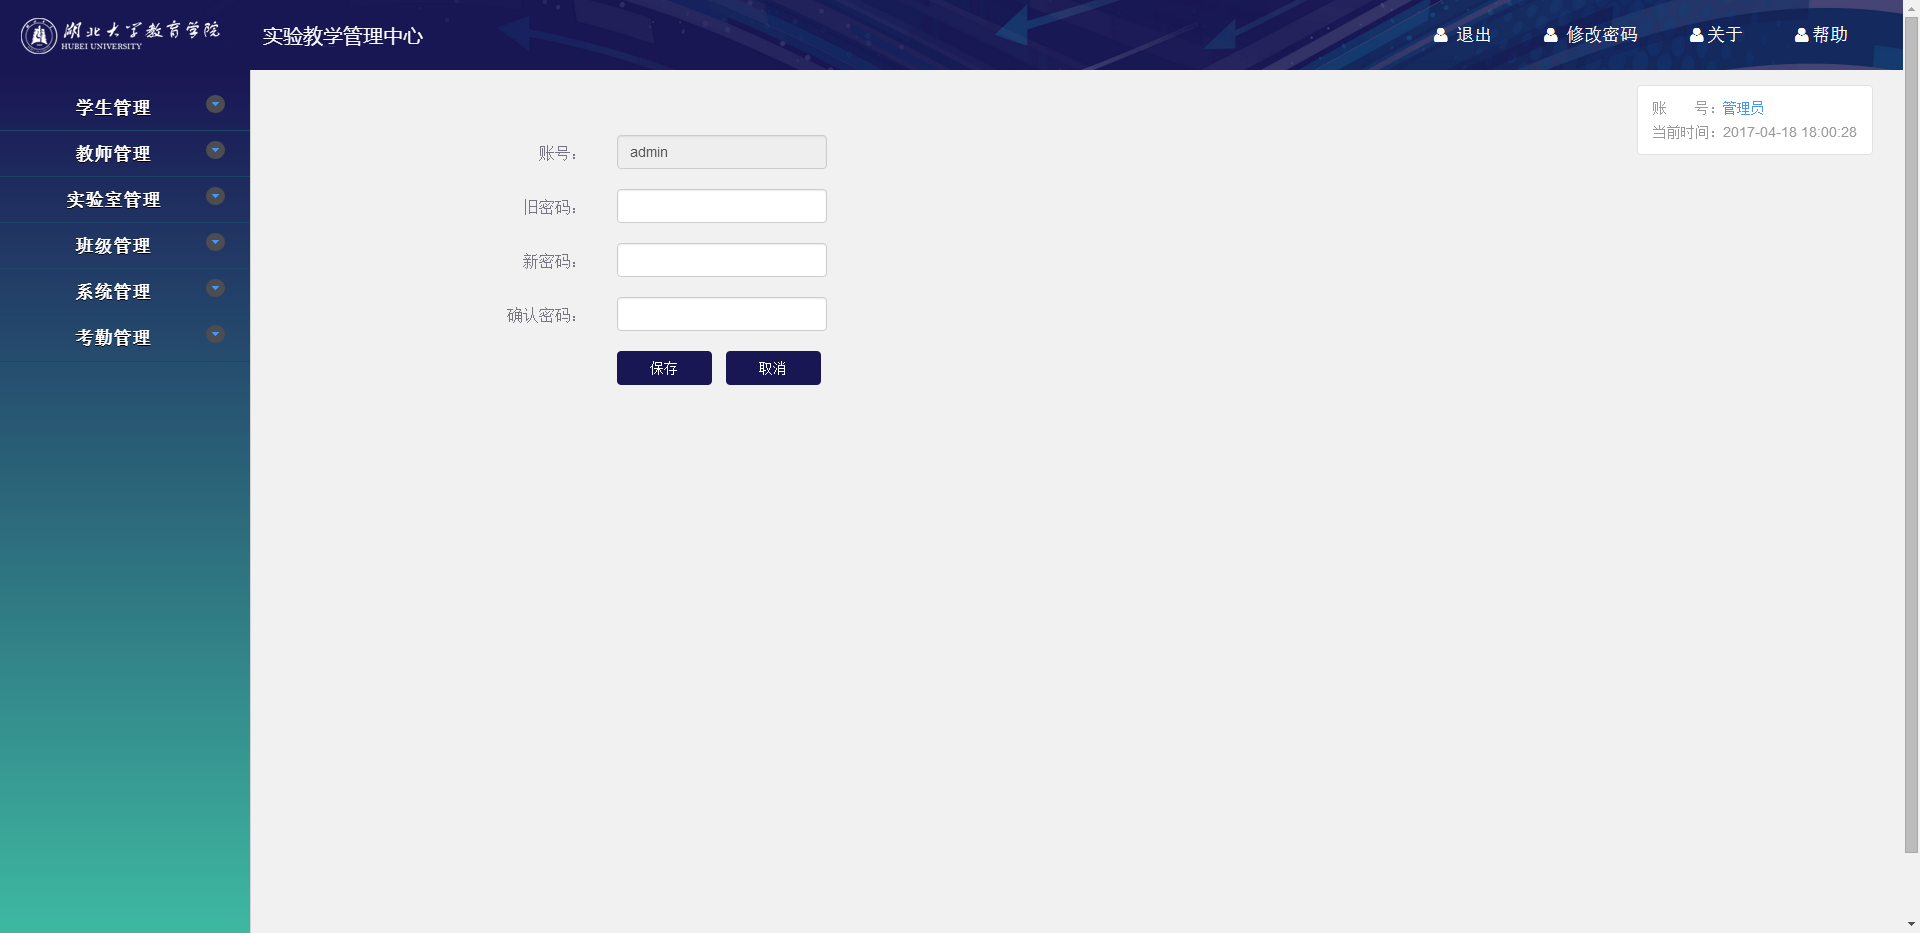 湖北大学教育学院
HUBEI UNIVERSITY
实验教学管理中心
退出
修改密码
关于
帮助
学生管理
教师管理
实验室管理
班级管理
系统管理
考勤管理
账 号：管理员
当前时间：2017-04-18 18:00:28
账号： admin
旧密码：
新密码：
确认密码：
保存 取消